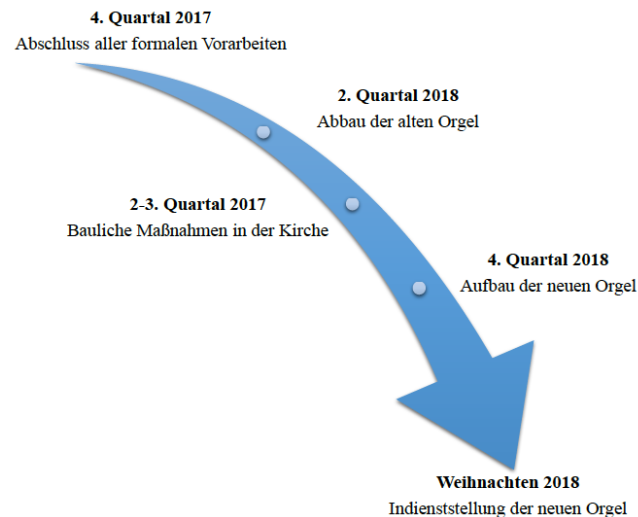 4. Quartal 2017
Abschluss aller formalen Vorarbeiten
2. Quartal 2018
Abbau der alten Orgel
2-3. Quartal 2017
Bauliche Maßnahmen in der Kirche
4. Quartal 2018
Aufbau der neuen Orgel
Weihnachten 2018
Indienststellung der neuen Orgel